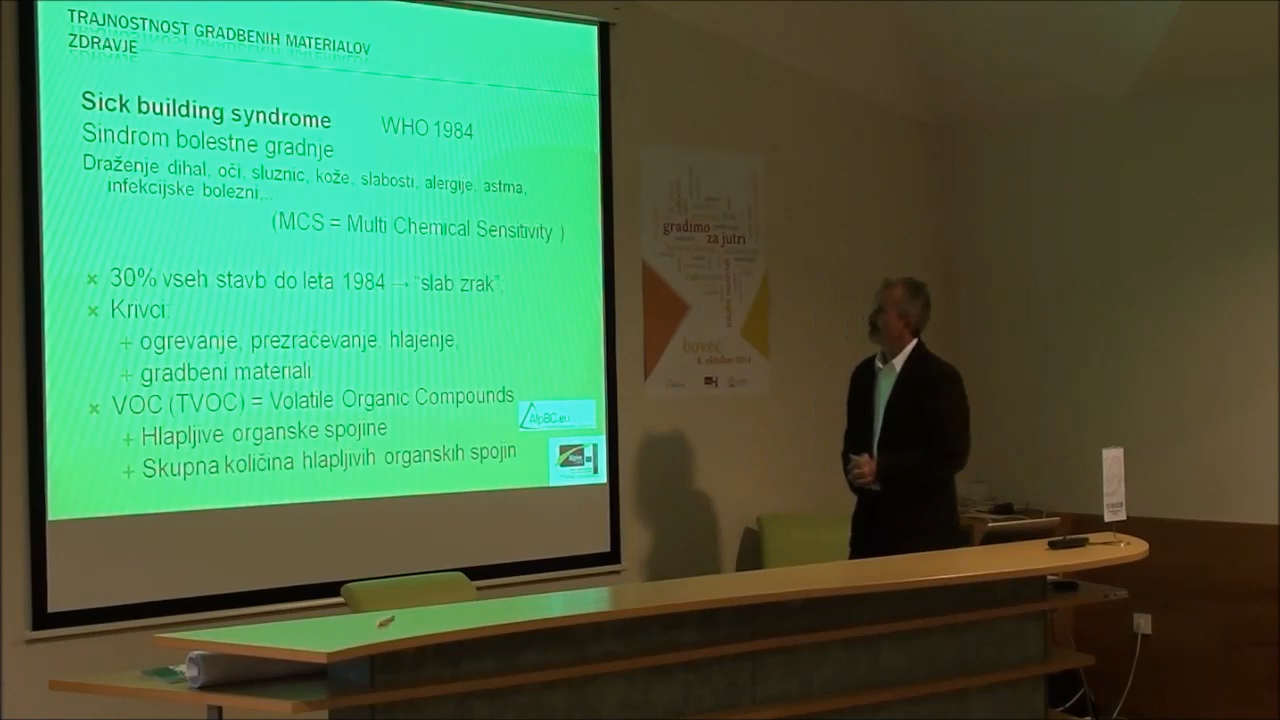 TRAJNOSTNOST GRADBENIH MATERIALOV
ZDRAVJE
Sick building syndrome WHO 1984
Sindrom bolestne gradnje
Draženje dihal, oči, sluznic, kože, slabosti, alergije, astma,
infekcijske bolezni,..
(MCS = Multi Chemical Sensitivity )
× 30% vseh stavb do leta 1984 → "slab zrak";
× Krivci:
+ ogrevanje, prezračevanje, hlajenje,
+ gradbeni materiali
× VOC (TVOC) = Volatile Organic Compounds
+ Hlapljive organske spojine
+ Skupna količina hlapljivih organskih spojin
AlpBC.eu
gradimo
za jutri
bovec
8. oktober 2014